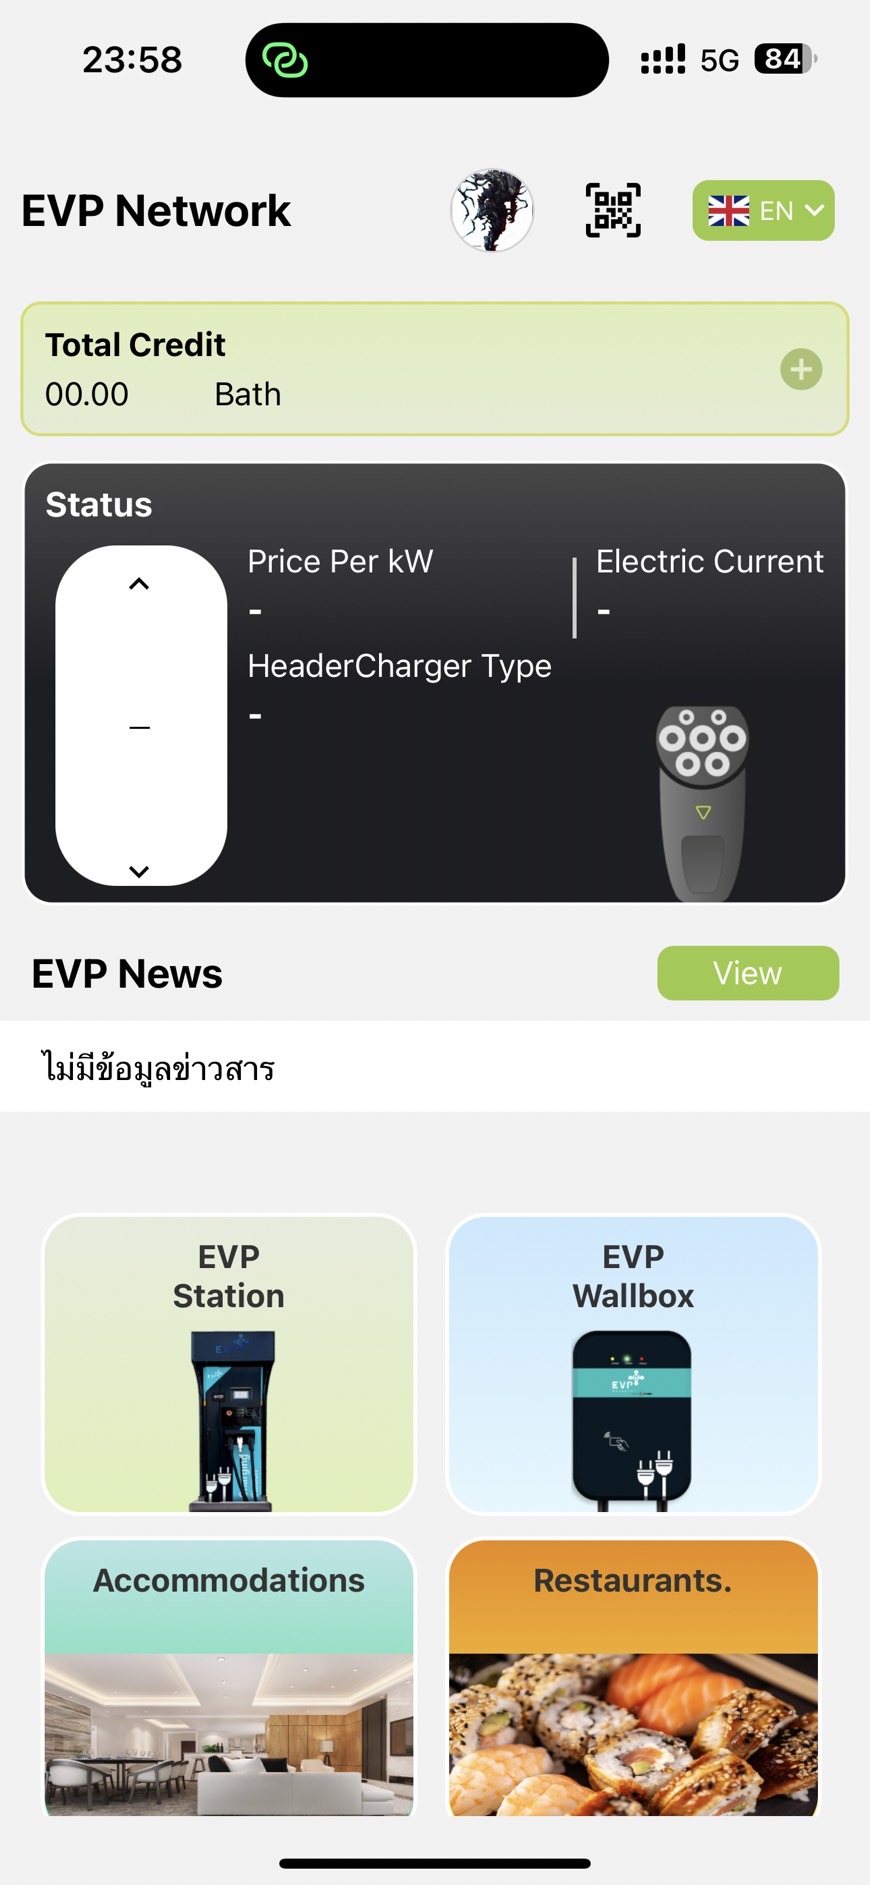 23:58
5G
84
EVP Network
EN
Total Credit
00.00 Bath
Status
Price Per kW
Electric Current
-
-
HeaderCharger Type
-
EVP News
View
ไม่มีข้อมูลข่าวสาร
EVP
Station
EVP
Wallbox
EVP
Accommodations
Restaurants.